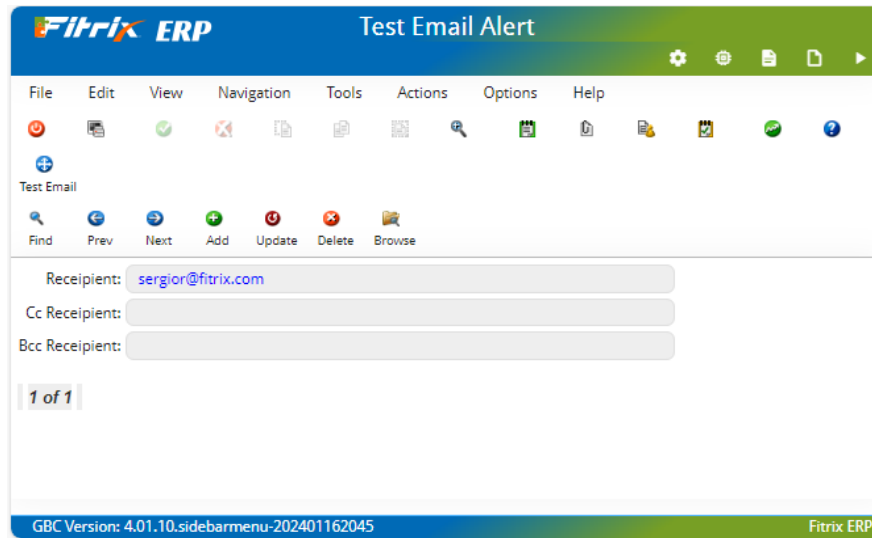 Fitrix ERP Test Email Alert
File Edit View Navigation Tools Actions Options Help
Test Email
Find Prev Next Add Update Delete Browse
Receipient: sergior@fitrix.com
Cc Receipient:
Bcc Receipient:
1 of 1
GBC Version: 4.01.10.sidebarmenu-202401162045 Fitrix ERP